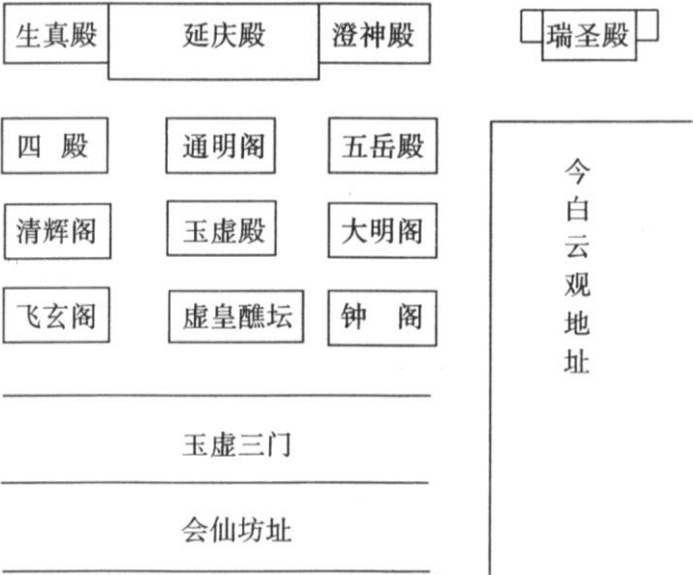 生真殿 延庆殿 澄神殿 瑞圣殿
四 殿 通明阁 五岳殿
清辉阁 玉虚殿 大明阁
飞玄阁 虚皇醮坛 钟 阁
今白云观地址
玉虚三门
会仙坊址